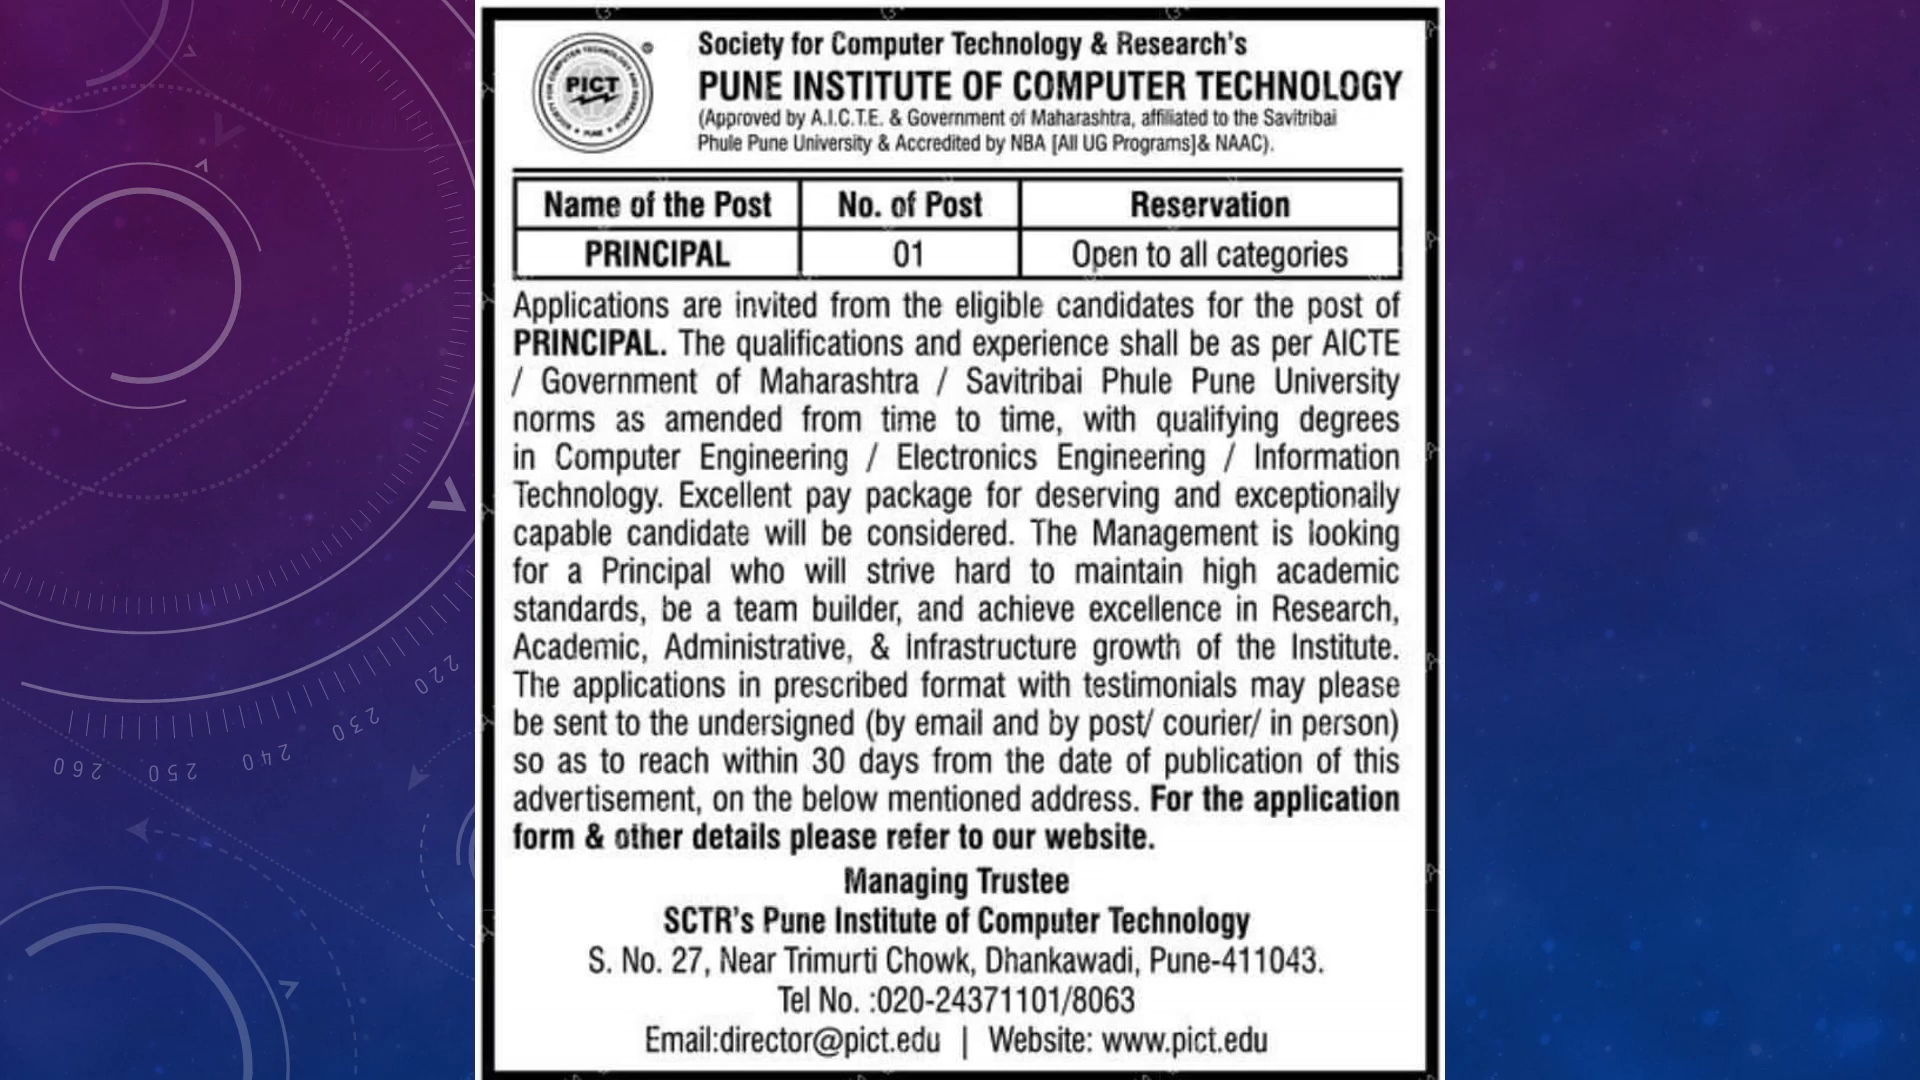 Society for Computer Technology & Research's
PUNE INSTITUTE OF COMPUTER TECHNOLOGY
(Approved by A.I.C.T.E. & Government of Maharashtra, affiliated to the Savitribai
Phule Pune University & Accredited by NBA [All UG Programs]& NAAC).
PICT
®
Name of the Post No. of Post Reservation
PRINCIPAL 01 Open to all categories
Applications are invited from the eligible candidates for the post of
PRINCIPAL. The qualifications and experience shall be as per AICTE
/ Government of Maharashtra / Savitribai Phule Pune University
norms as amended from time to time, with qualifying degrees
in Computer Engineering / Electronics Engineering / Information
Technology. Excellent pay package for deserving and exceptionally
capable candidate will be considered. The Management is looking
for a Principal who will strive hard to maintain high academic
standards, be a team builder, and achieve excellence in Research,
Academic, Administrative, & Infrastructure growth of the Institute.
The applications in prescribed format with testimonials may please
be sent to the undersigned (by email and by post/ courier/ in person)
so as to reach within 30 days from the date of publication of this
advertisement, on the below mentioned address. For the application
form & other details please refer to our website.
Managing Trustee
SCTR's Pune Institute of Computer Technology
S. No. 27, Near Trimurti Chowk, Dhankawadi, Pune-411043.
Tel No. :020-24371101/8063
Email:director@pict.edu | Website: www.pict.edu
220
230
240
250
260